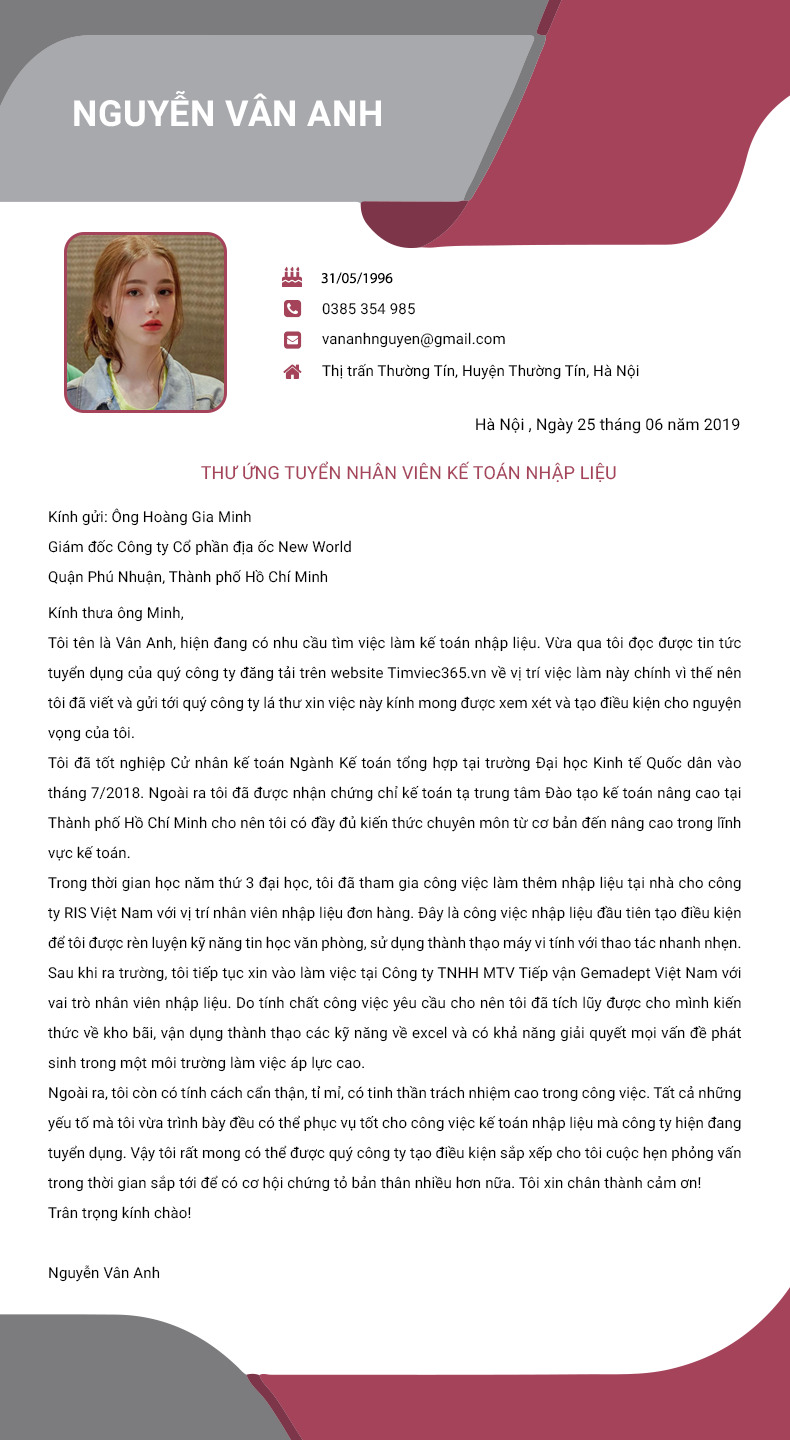 NGUYỄN VÂN ANH
31/05/1996
0385 354 985
vananhnguyen@gmail.com
Thị trấn Thường Tín, Huyện Thường Tín, Hà Nội
Hà Nội , Ngày 25 tháng 06 năm 2019
THƯ ỨNG TUYỂN NHÂN VIÊN KẾ TOÁN NHẬP LIỆU
Kính gửi: Ông Hoàng Gia Minh
Giám đốc Công ty Cổ phần địa ốc New World
Quận Phú Nhuận, Thành phố Hồ Chí Minh
Kính thưa ông Minh,
Tôi tên là Vân Anh, hiện đang có nhu cầu tìm việc làm kế toán nhập liệu. Vừa qua tôi đọc được tin tức
tuyển dụng của quý công ty đăng tải trên website Timviec365.vn về vị trí việc làm này chính vì thế nên
tôi đã viết và gửi tới quý công ty lá thư xin việc này kính mong được xem xét và tạo điều kiện cho nguyện
vọng của tôi.
Tôi đã tốt nghiệp Cử nhân kế toán Ngành Kế toán tổng hợp tại trường Đại học Kinh tế Quốc dân vào
tháng 7/2018. Ngoài ra tôi đã được nhận chứng chỉ kế toán tạ trung tâm Đào tạo kế toán nâng cao tại
Thành phố Hồ Chí Minh cho nên tôi có đầy đủ kiến thức chuyên môn từ cơ bản đến nâng cao trong lĩnh
vực kế toán.
Trong thời gian học năm thứ 3 đại học, tôi đã tham gia công việc làm thêm nhập liệu tại nhà cho công
ty RIS Việt Nam với vị trí nhân viên nhập liệu đơn hàng. Đây là công việc nhập liệu đầu tiên tạo điều kiện
để tôi được rèn luyện kỹ năng tin học văn phòng, sử dụng thành thạo máy vi tính với thao tác nhanh nhẹn.
Sau khi ra trường, tôi tiếp tục xin vào làm việc tại Công ty TNHH MTV Tiếp vận Gemadept Việt Nam với
vai trò nhân viên nhập liệu. Do tính chất công việc yêu cầu cho nên tôi đã tích lũy được cho mình kiến
thức về kho bãi, vận dụng thành thạo các kỹ năng về excel và có khả năng giải quyết mọi vấn đề phát
sinh trong một môi trường làm việc áp lực cao.
Ngoài ra, tôi còn có tính cách cẩn thận, tỉ mỉ, có tinh thần trách nhiệm cao trong công việc. Tất cả những
yếu tố mà tôi vừa trình bày đều có thể phục vụ tốt cho công việc kế toán nhập liệu mà công ty hiện đang
tuyển dụng. Vậy tôi rất mong có thể được quý công ty tạo điều kiện sắp xếp cho tôi cuộc hẹn phỏng vấn
trong thời gian sắp tới để có cơ hội chứng tỏ bản thân nhiều hơn nữa. Tôi xin chân thành cảm ơn!
Trân trọng kính chào!
Nguyễn Vân Anh